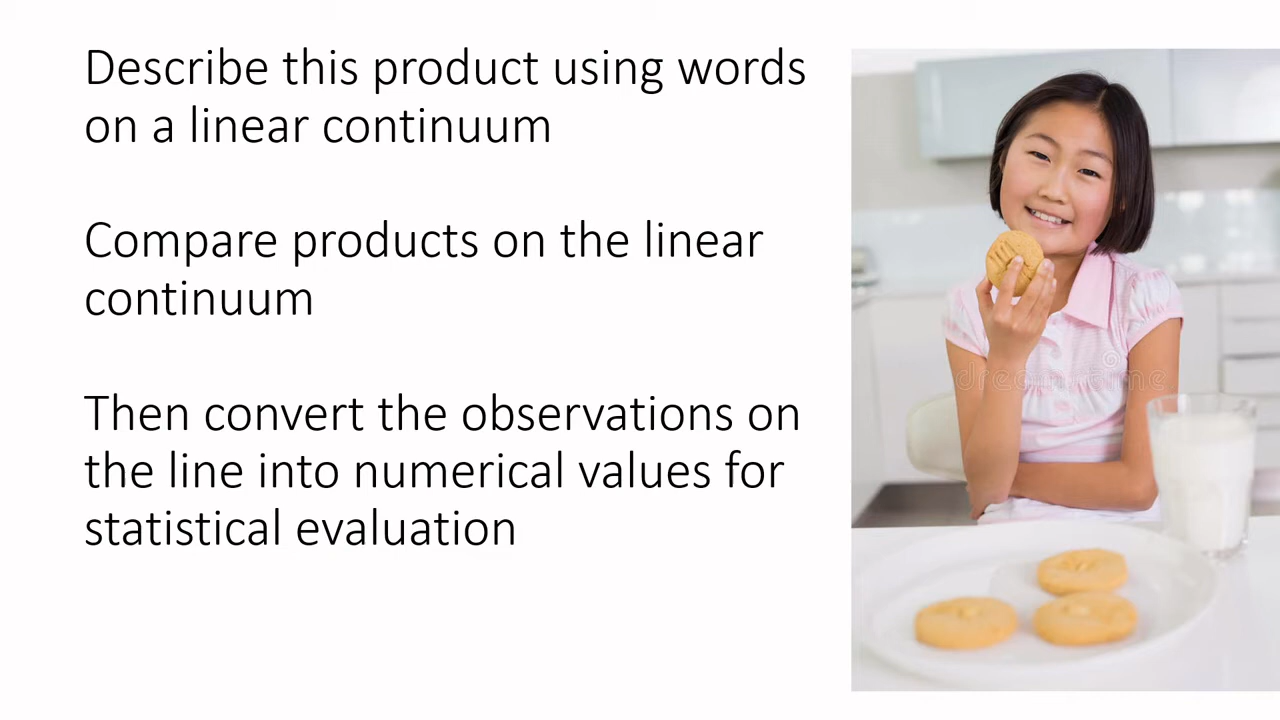 Describe this product using words
on a linear continuum
Compare products on the linear
continuum
Then convert the observations on
the line into numerical values for
statistical evaluation
dreamstime